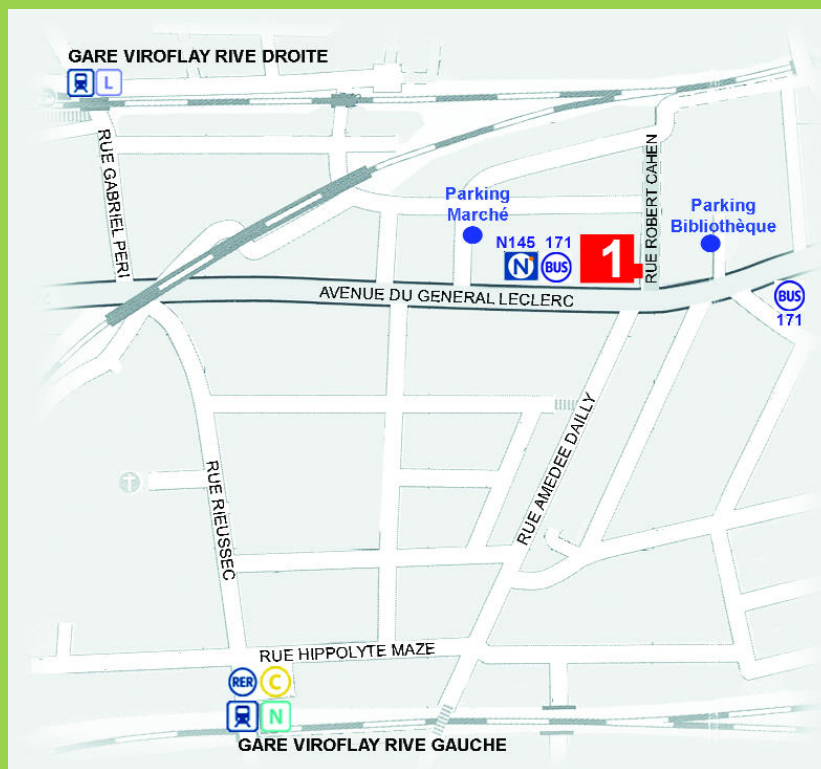 GARE VIROFLAY RIVE DROITE
L
RUE GABRIEL PERI
RUE ROBERT CAHEN
Parking
Marché
Parking
Bibliothèque
N145 171
N BUS
1
AVENUE DU GENERAL LECLERC
BUS
171
RUE AMEDEE DAILLY
RUE RIEUSSEC
RUE HIPPOLYTE MAZE
RER C
N
GARE VIROFLAY RIVE GAUCHE